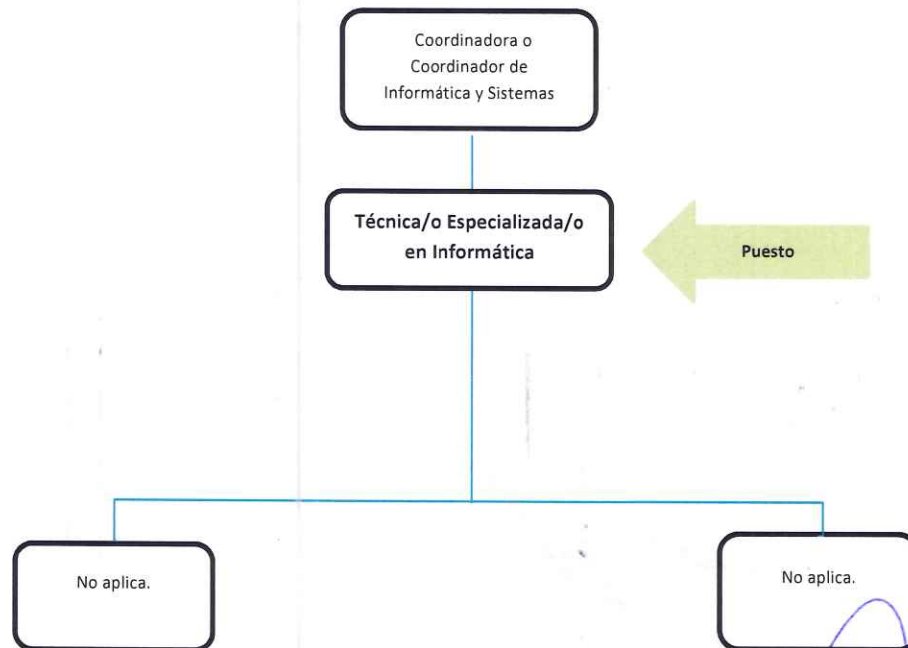 Coordinadora o
Coordinador de
Informática y Sistemas
Técnica/o Especializada/o
en Informática
Puesto
No aplica.
No aplica.